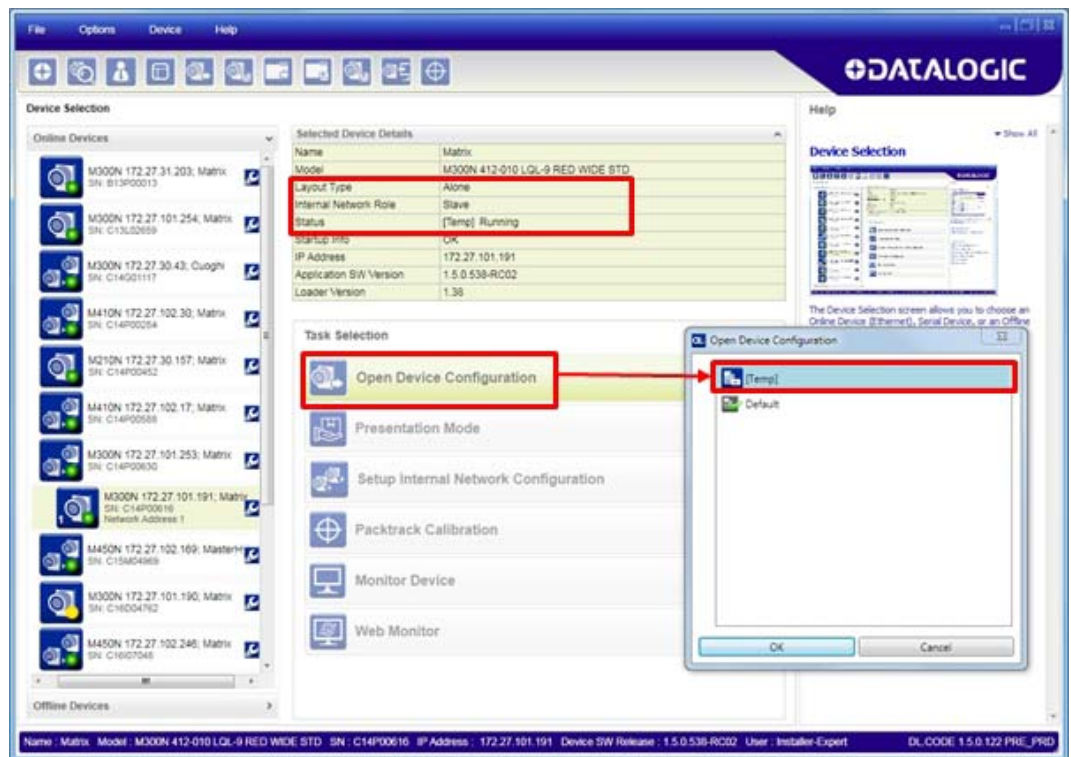 File Options Device Help
DATALOGIC
Device Selection
Online Devices
M300N 172.27.31.203; Matrix
SN: B13P00013
M300N 172.27.101.254; Matrix
SN: C13L02659
M300N 172.27.30.43; Cuoghi
SN: C14G01117
M410N 172.27.102.30; Matrix
SN: C14P00264
M210N 172.27.30.157; Matrix
SN: C14P00452
M410N 172.27.102.17; Matrix
SN: C14P00588
M300N 172.27.101.253; Matrix
SN: C14P00630
M300N 172.27.101.191; Matrix
SN: C14P00616
Network Address 1
1
M450N 172.27.102.169; MasterH
SN: C15M04969
M300N 172.27.101.190; Matrix
SN: C16D04762
M450N 172.27.102.246; Matrix
SN: C16I07046
Offline Devices
Selected Device Details
Name Matrix
Model M300N 412-010 LQL-9 RED WIDE STD
Layout Type Alone
Internal Network Role Slave
Status [Temp] Running
Startup Info OK
IP Address 172.27.101.191
Application SW Version 1.5.0.538-RC02
Loader Version 1.38
Task Selection
Open Device Configuration
Presentation Mode
Setup Internal Network Configuration
Packtrack Calibration
Monitor Device
Web Monitor
Help
Show All
Device Selection
The Device Selection screen allows you to choose an
Online Device (Ethernet), Serial Device, or an Offline
DL Open Device Configuration
[Temp]
Default
OK Cancel
Name : Matrix Model : M300N 412-010 LQL-9 RED WIDE STD SN : C14P00616 IP Address : 172.27.101.191 Device SW Release : 1.5.0.538-RC02 User : Installer-Expert DL.CODE 1.5.0.122 PRE_PRD